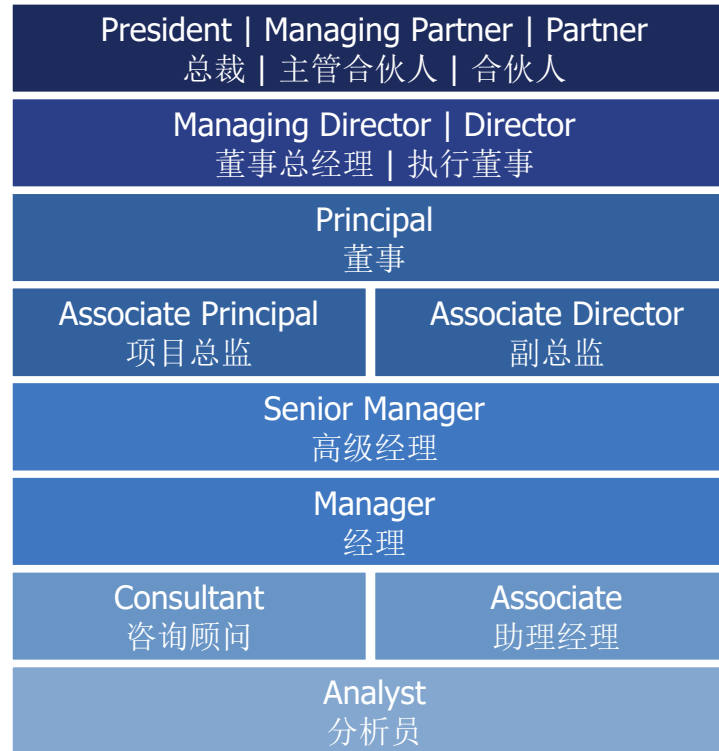 President | Managing Partner | Partner
总裁 | 主管合伙人 | 合伙人
Managing Director | Director
董事总经理 | 执行董事
Principal
董事
Associate Principal
项目总监
Associate Director
副总监
Senior Manager
高级经理
Manager
经理
Consultant
咨询顾问
Associate
助理经理
Analyst
分析员